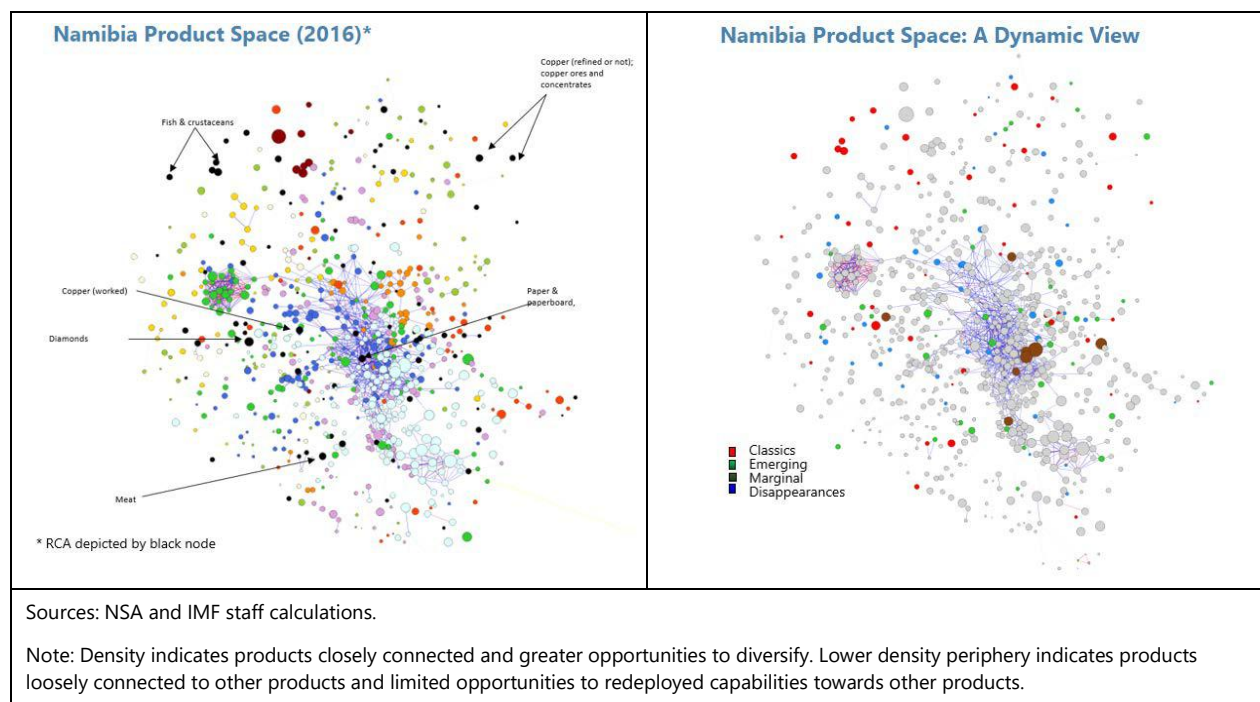 Namibia Product Space (2016)*
Copper (refined or not);
copper ores and
concentrates
Fish & crustaceans
Copper (worked)
Paper &
paperboard,
Diamonds
Meat
* RCA depicted by black node
Namibia Product Space: A Dynamic View
Classics
Emerging
Marginal
Disappearances
Sources: NSA and IMF staff calculations.
Note: Density indicates products closely connected and greater opportunities to diversify. Lower density periphery indicates products
loosely connected to other products and limited opportunities to redeployed capabilities towards other products.